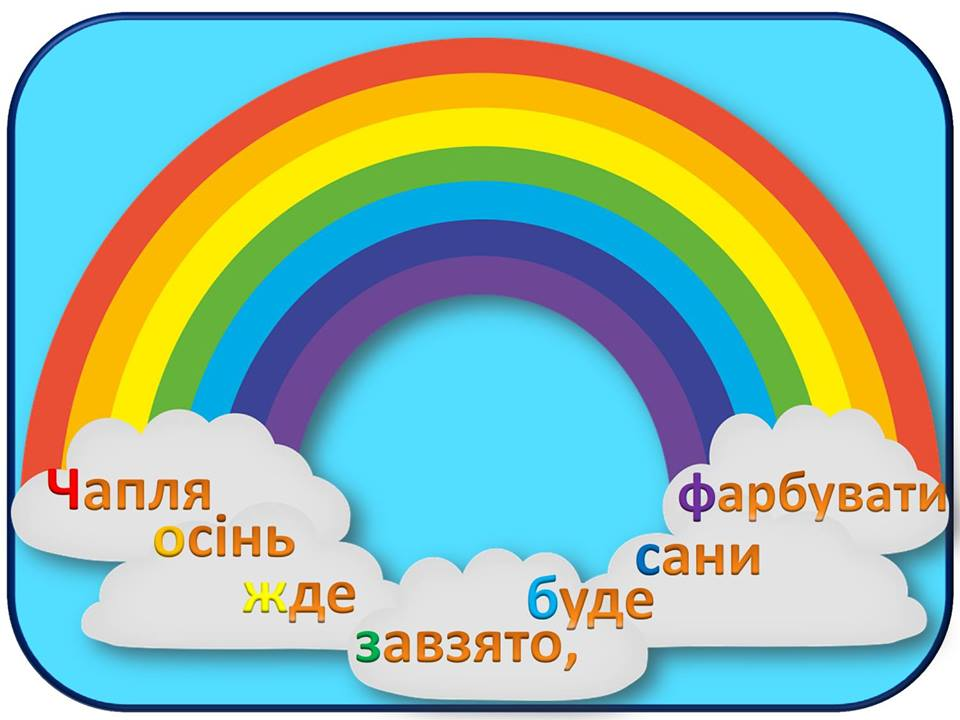 Чапля
осінь
жде
завзято,
буде
сани
фарбувати